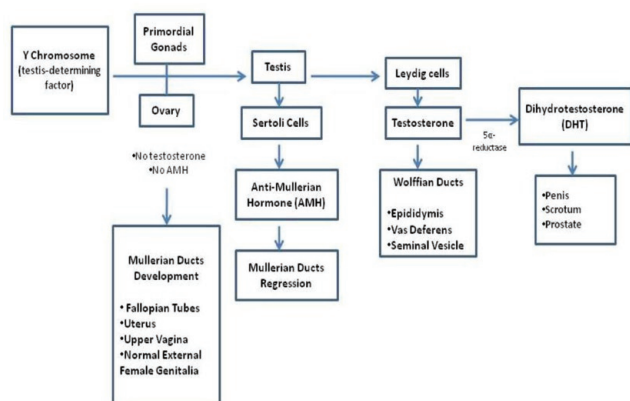 Y Chromosome
(testis-determining
factor)
Primordial
Gonads
Ovary
•No testosterone
•No AMH
Mullerian Ducts
Development
• Fallopian Tubes
•Uterus
•Upper Vagina
•Normal External
Female Genitalia
Testis
Sertoli Cells
Anti-Mullerian
Hormone (AMH)
Mullerian Ducts
Regression
Leydig cells
Testosterone
Wolffian Ducts
•Epididymis
•Vas Deferens
•Seminal Vesicle
5α-
reductase
Dihydrotestosterone
(DHT)
•Penis
•Scrotum
•Prostate